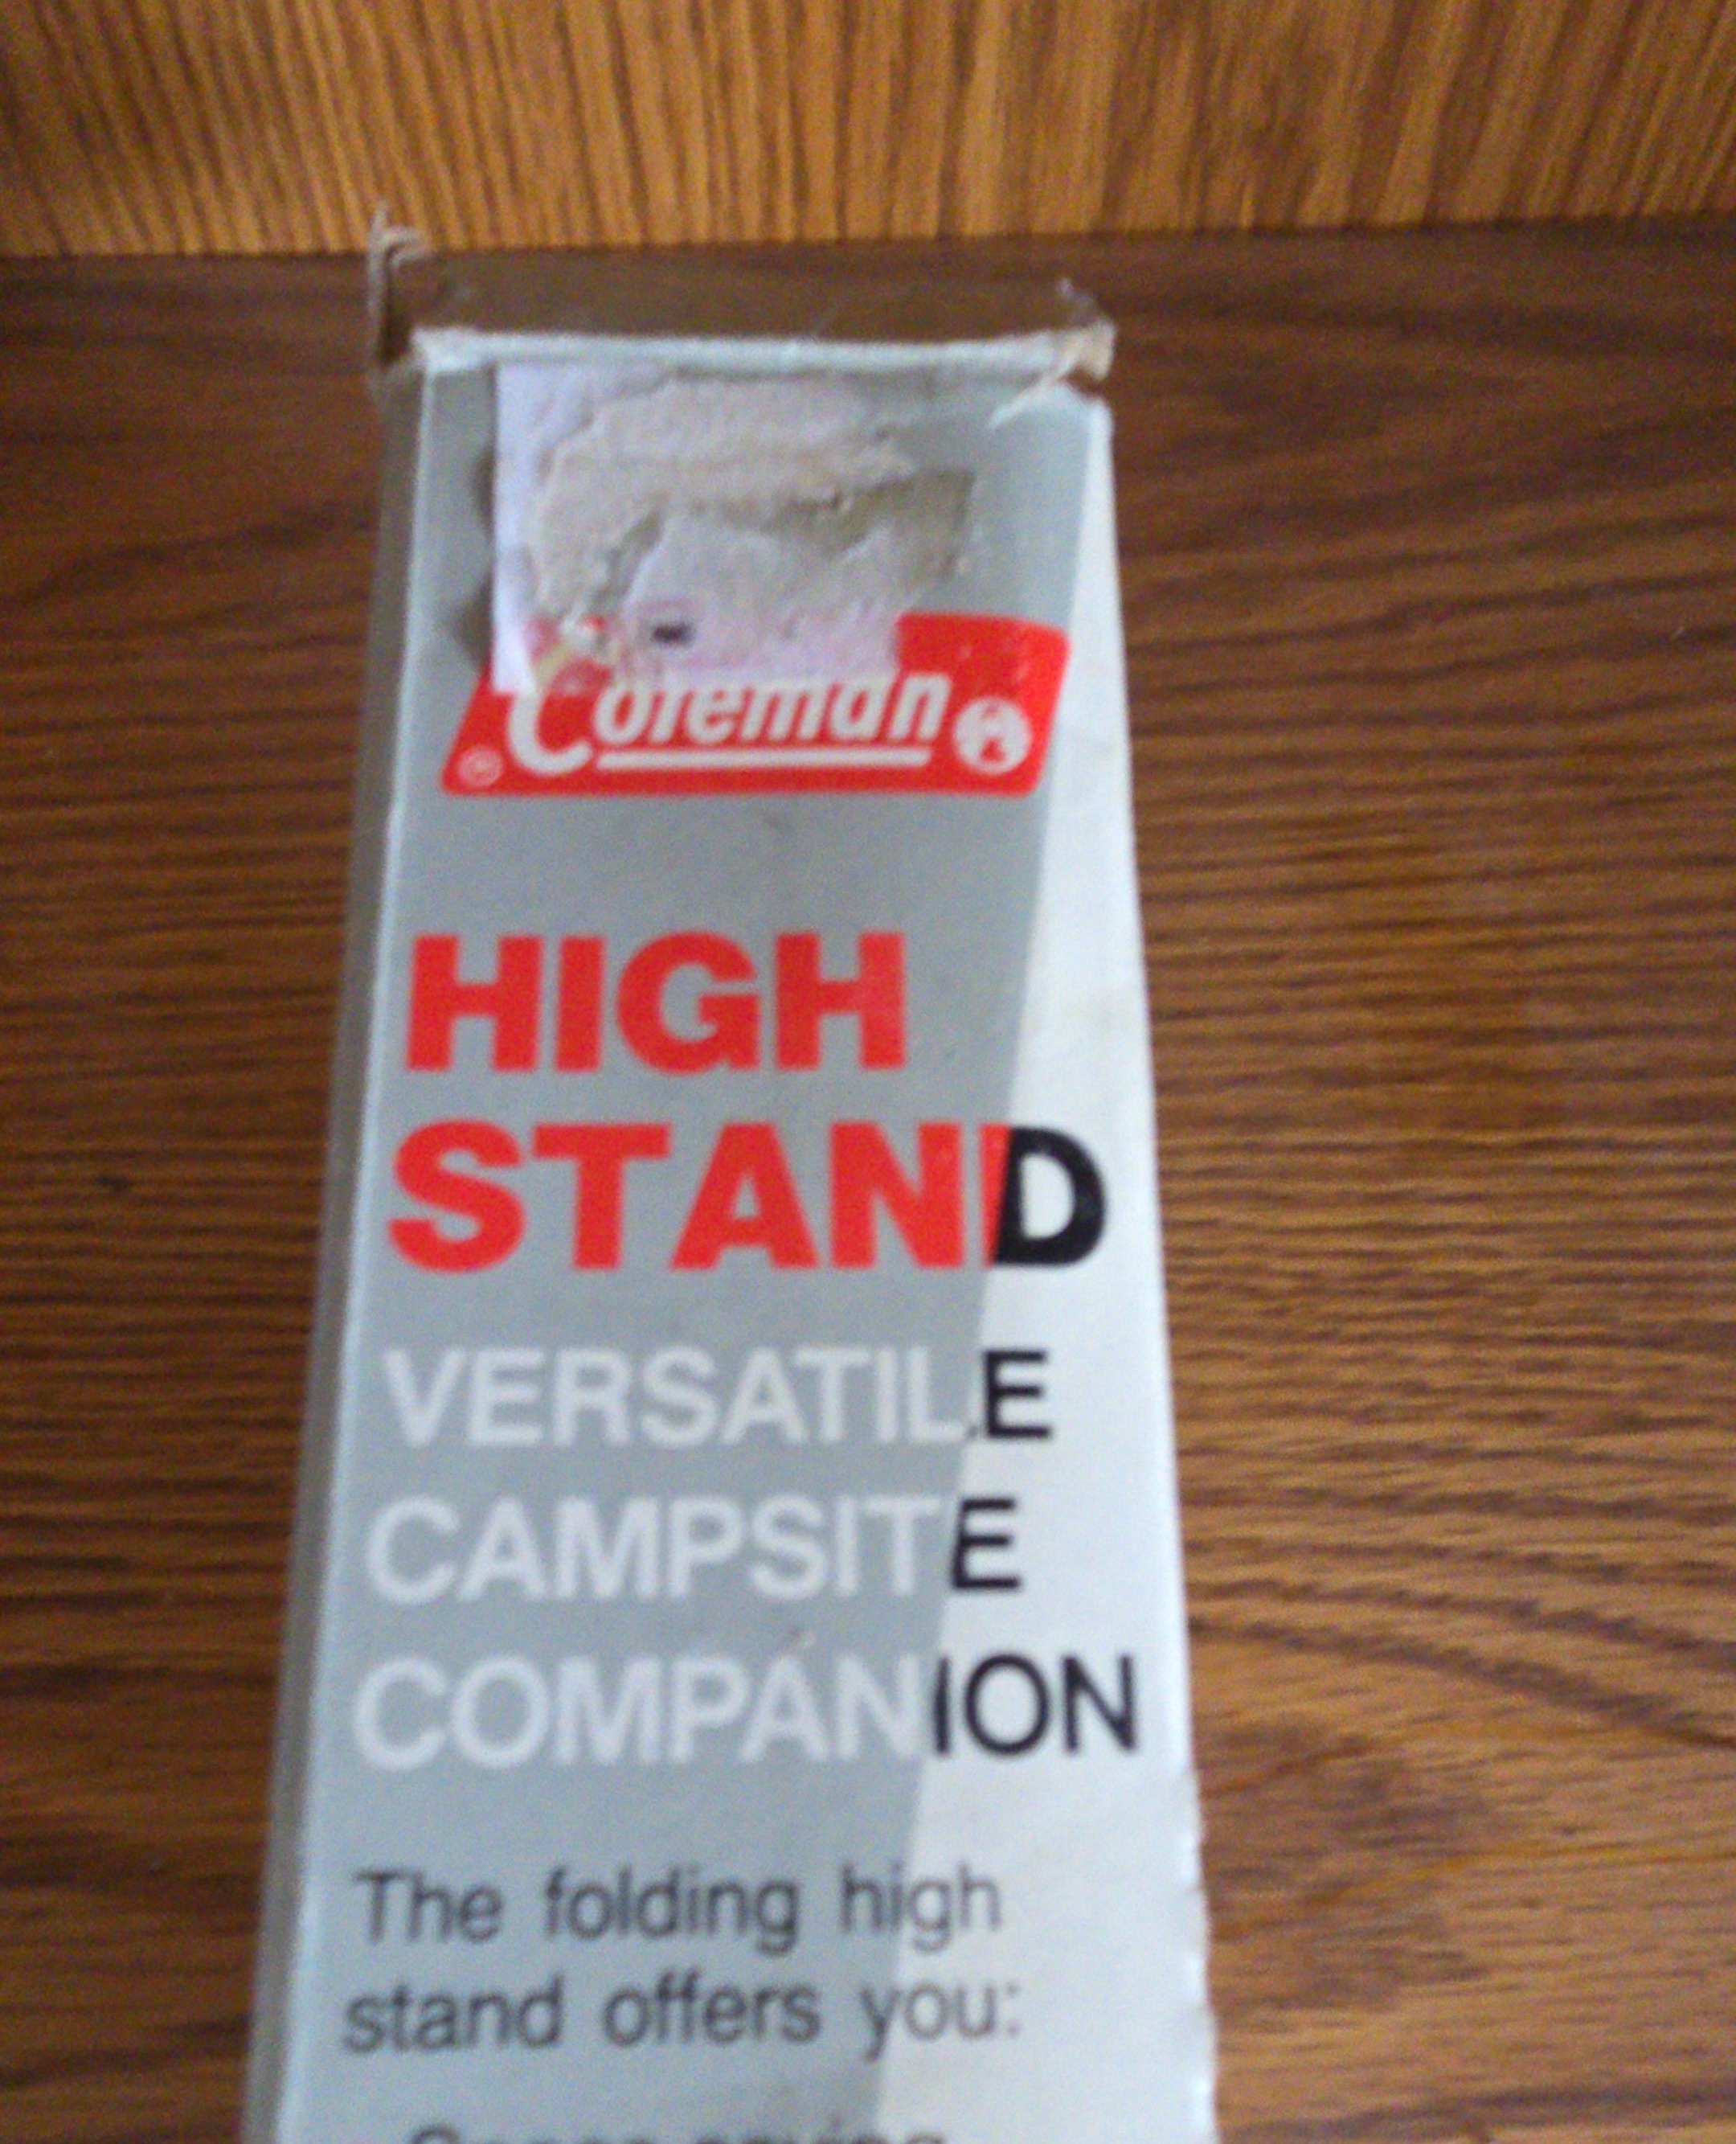 Coleman
HIGH
STAND
VERSATILE
CAMPSITE
COMPANION
The folding high
stand offers you: